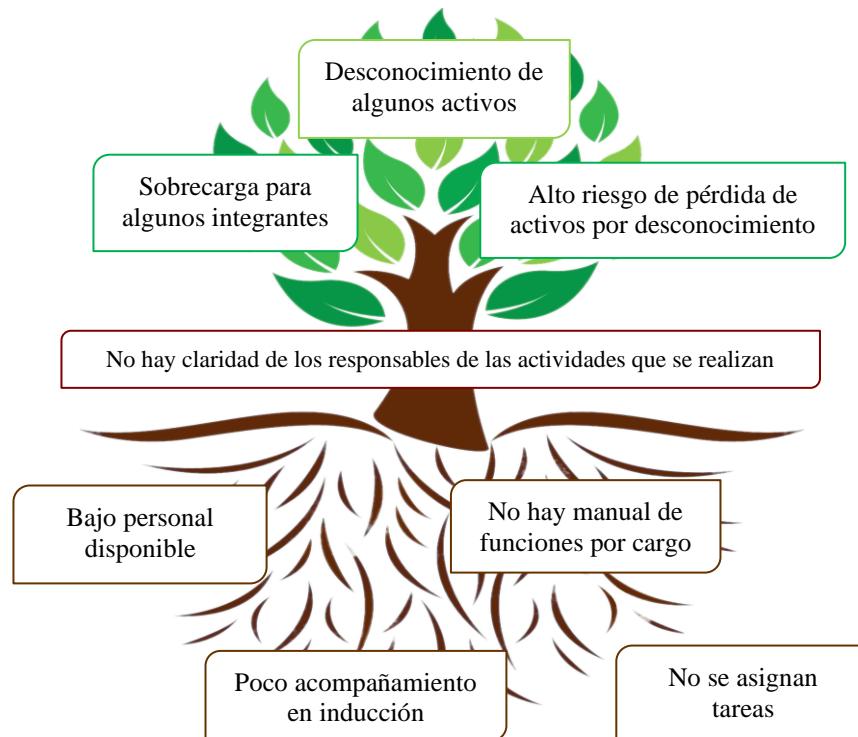 Desconocimiento de
algunos activos
Sobrecarga para
algunos integrantes
Alto riesgo de pérdida de
activos por desconocimiento
No hay claridad de los responsables de las actividades que se realizan
Bajo personal
disponible
No hay manual de
funciones por cargo
Poco acompañamiento
en inducción
No se asignan
tareas